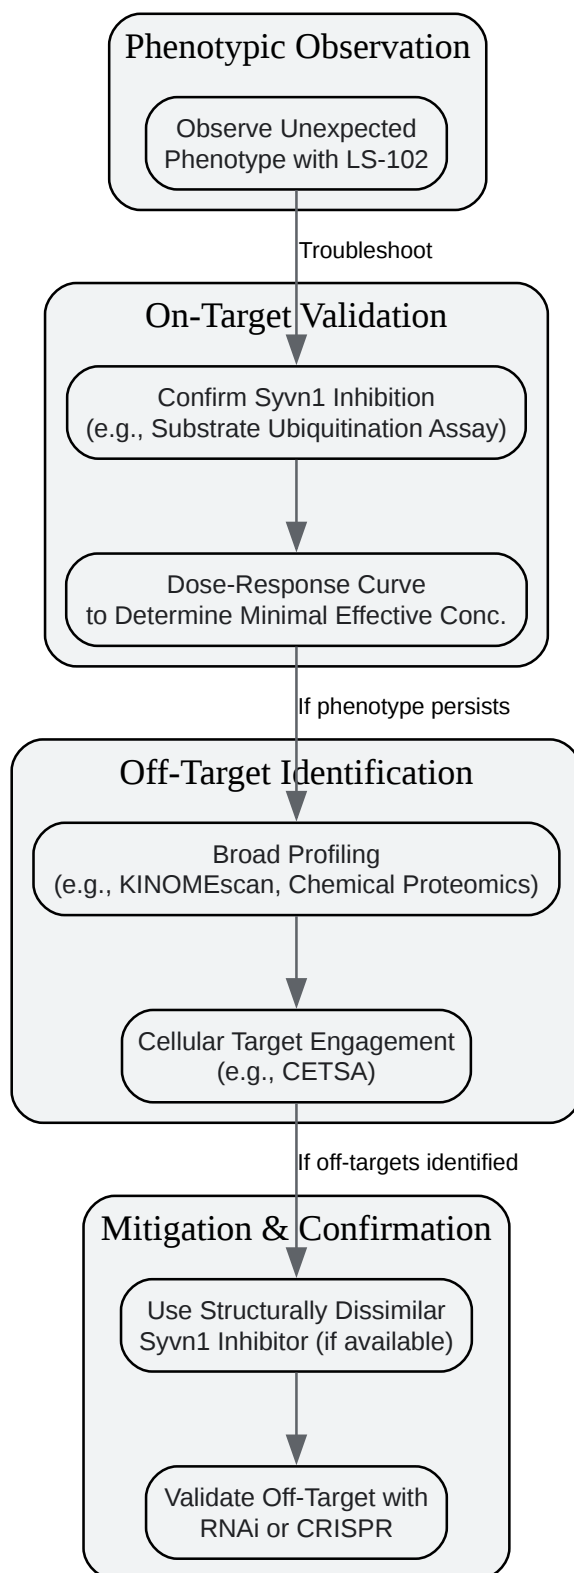 Phenotypic Observation
Observe Unexpected
Phenotype with LS-102
Troubleshoot
On-Target Validation
Confirm Syvn1 Inhibition
(e.g., Substrate Ubiquitination Assay)
Dose-Response Curve
to Determine Minimal Effective Conc.
If phenotype persists
Off-Target Identification
Broad Profiling
(e.g., KINOMEscan, Chemical Proteomics)
Cellular Target Engagement
(e.g., CETSA)
If off-targets identified
Mitigation & Confirmation
Use Structurally Dissimilar
Syvn1 Inhibitor (if available)
Validate Off-Target with
RNAi or CRISPR